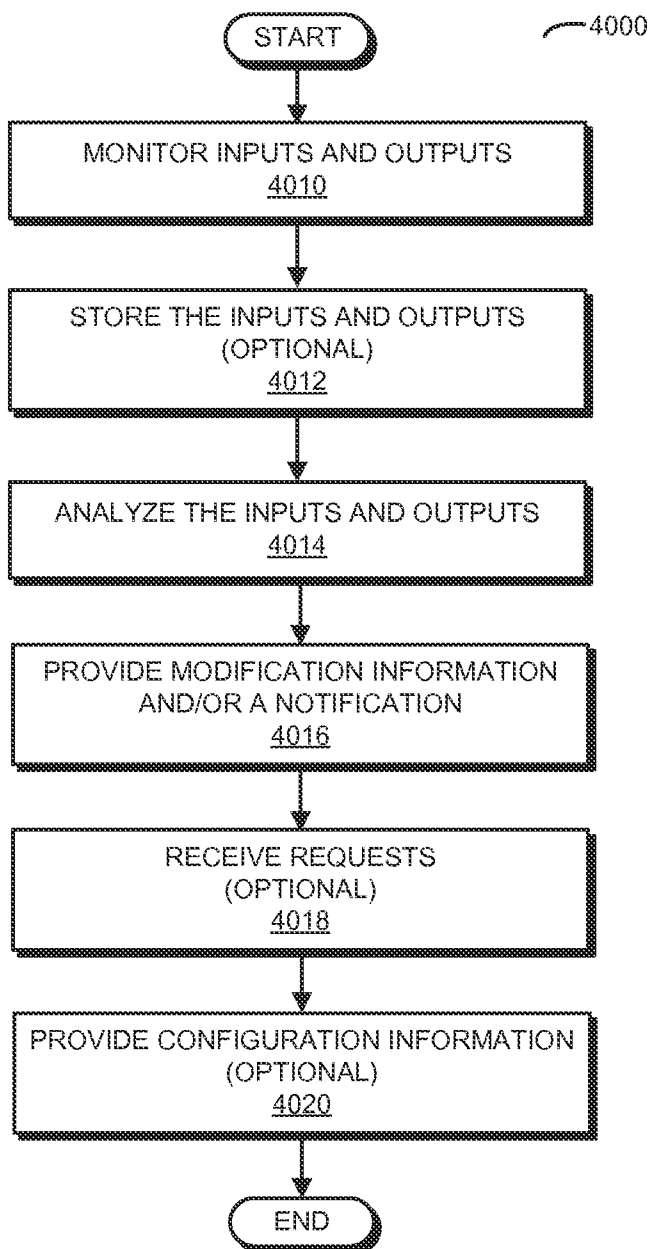 START
4000
MONITOR INPUTS AND OUTPUTS
4010
STORE THE INPUTS AND OUTPUTS
(OPTIONAL)
4012
ANALYZE THE INPUTS AND OUTPUTS
4014
PROVIDE MODIFICATION INFORMATION
AND/OR A NOTIFICATION
4016
RECEIVE REQUESTS
(OPTIONAL)
4018
PROVIDE CONFIGURATION INFORMATION
(OPTIONAL)
4020
END